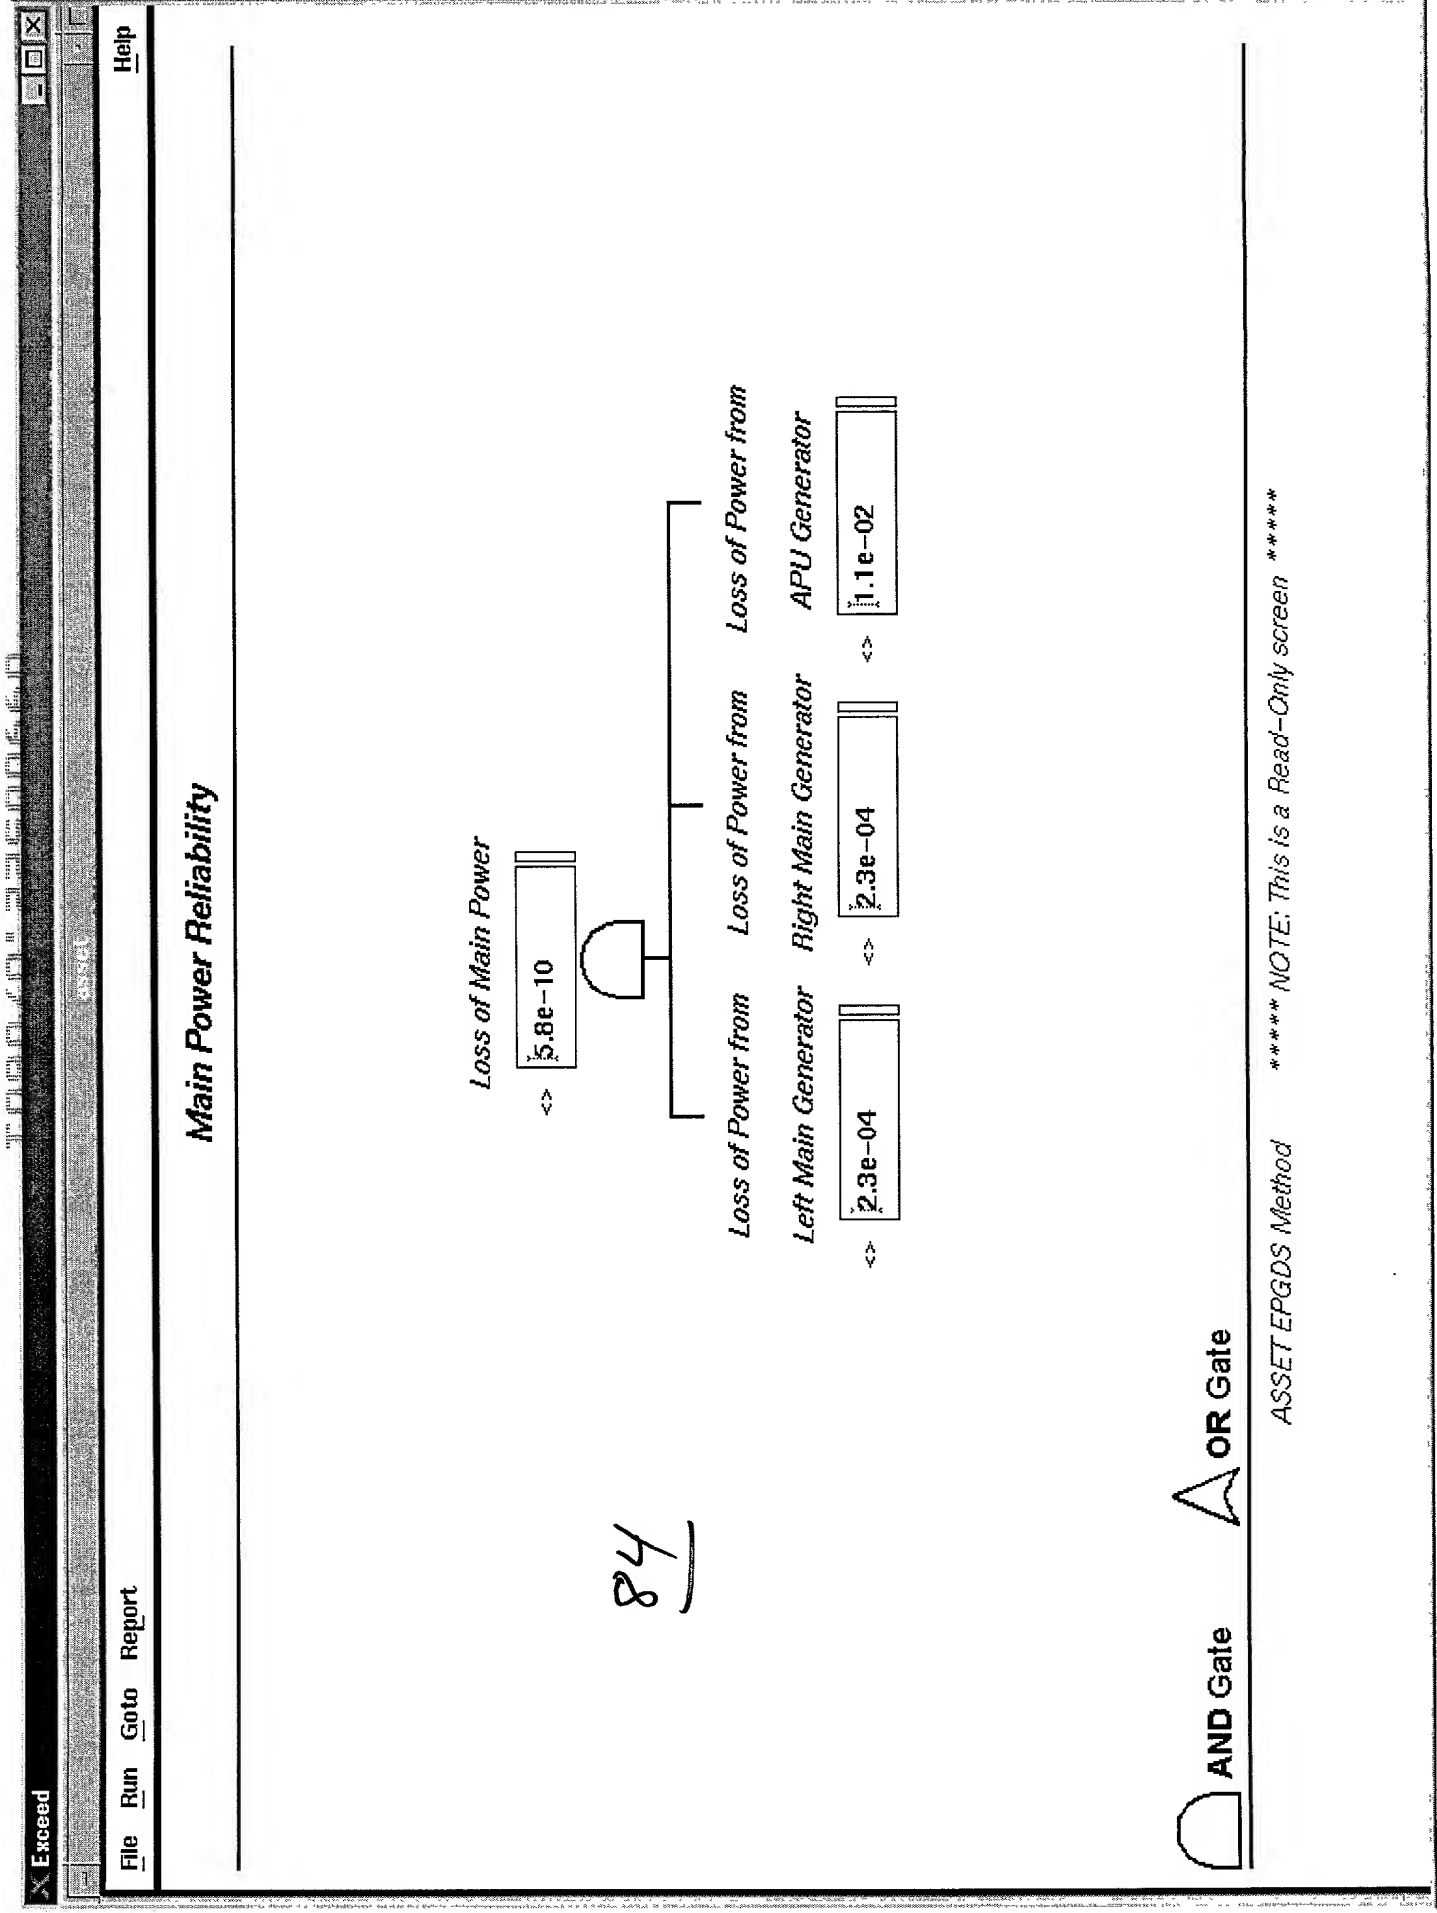 Exceed
asset
File Run Goto Report Help
Main Power Reliability
Loss of Main Power
<> 5.8e-10
Loss of Power from Loss of Power from Loss of Power from
Left Main Generator Right Main Generator APU Generator
<> 2.3e-04 <> 2.3e-04 <> 1.1e-02
84
AND Gate OR Gate
ASSET EPGDS Method ***** NOTE: This is a Read-Only screen *****